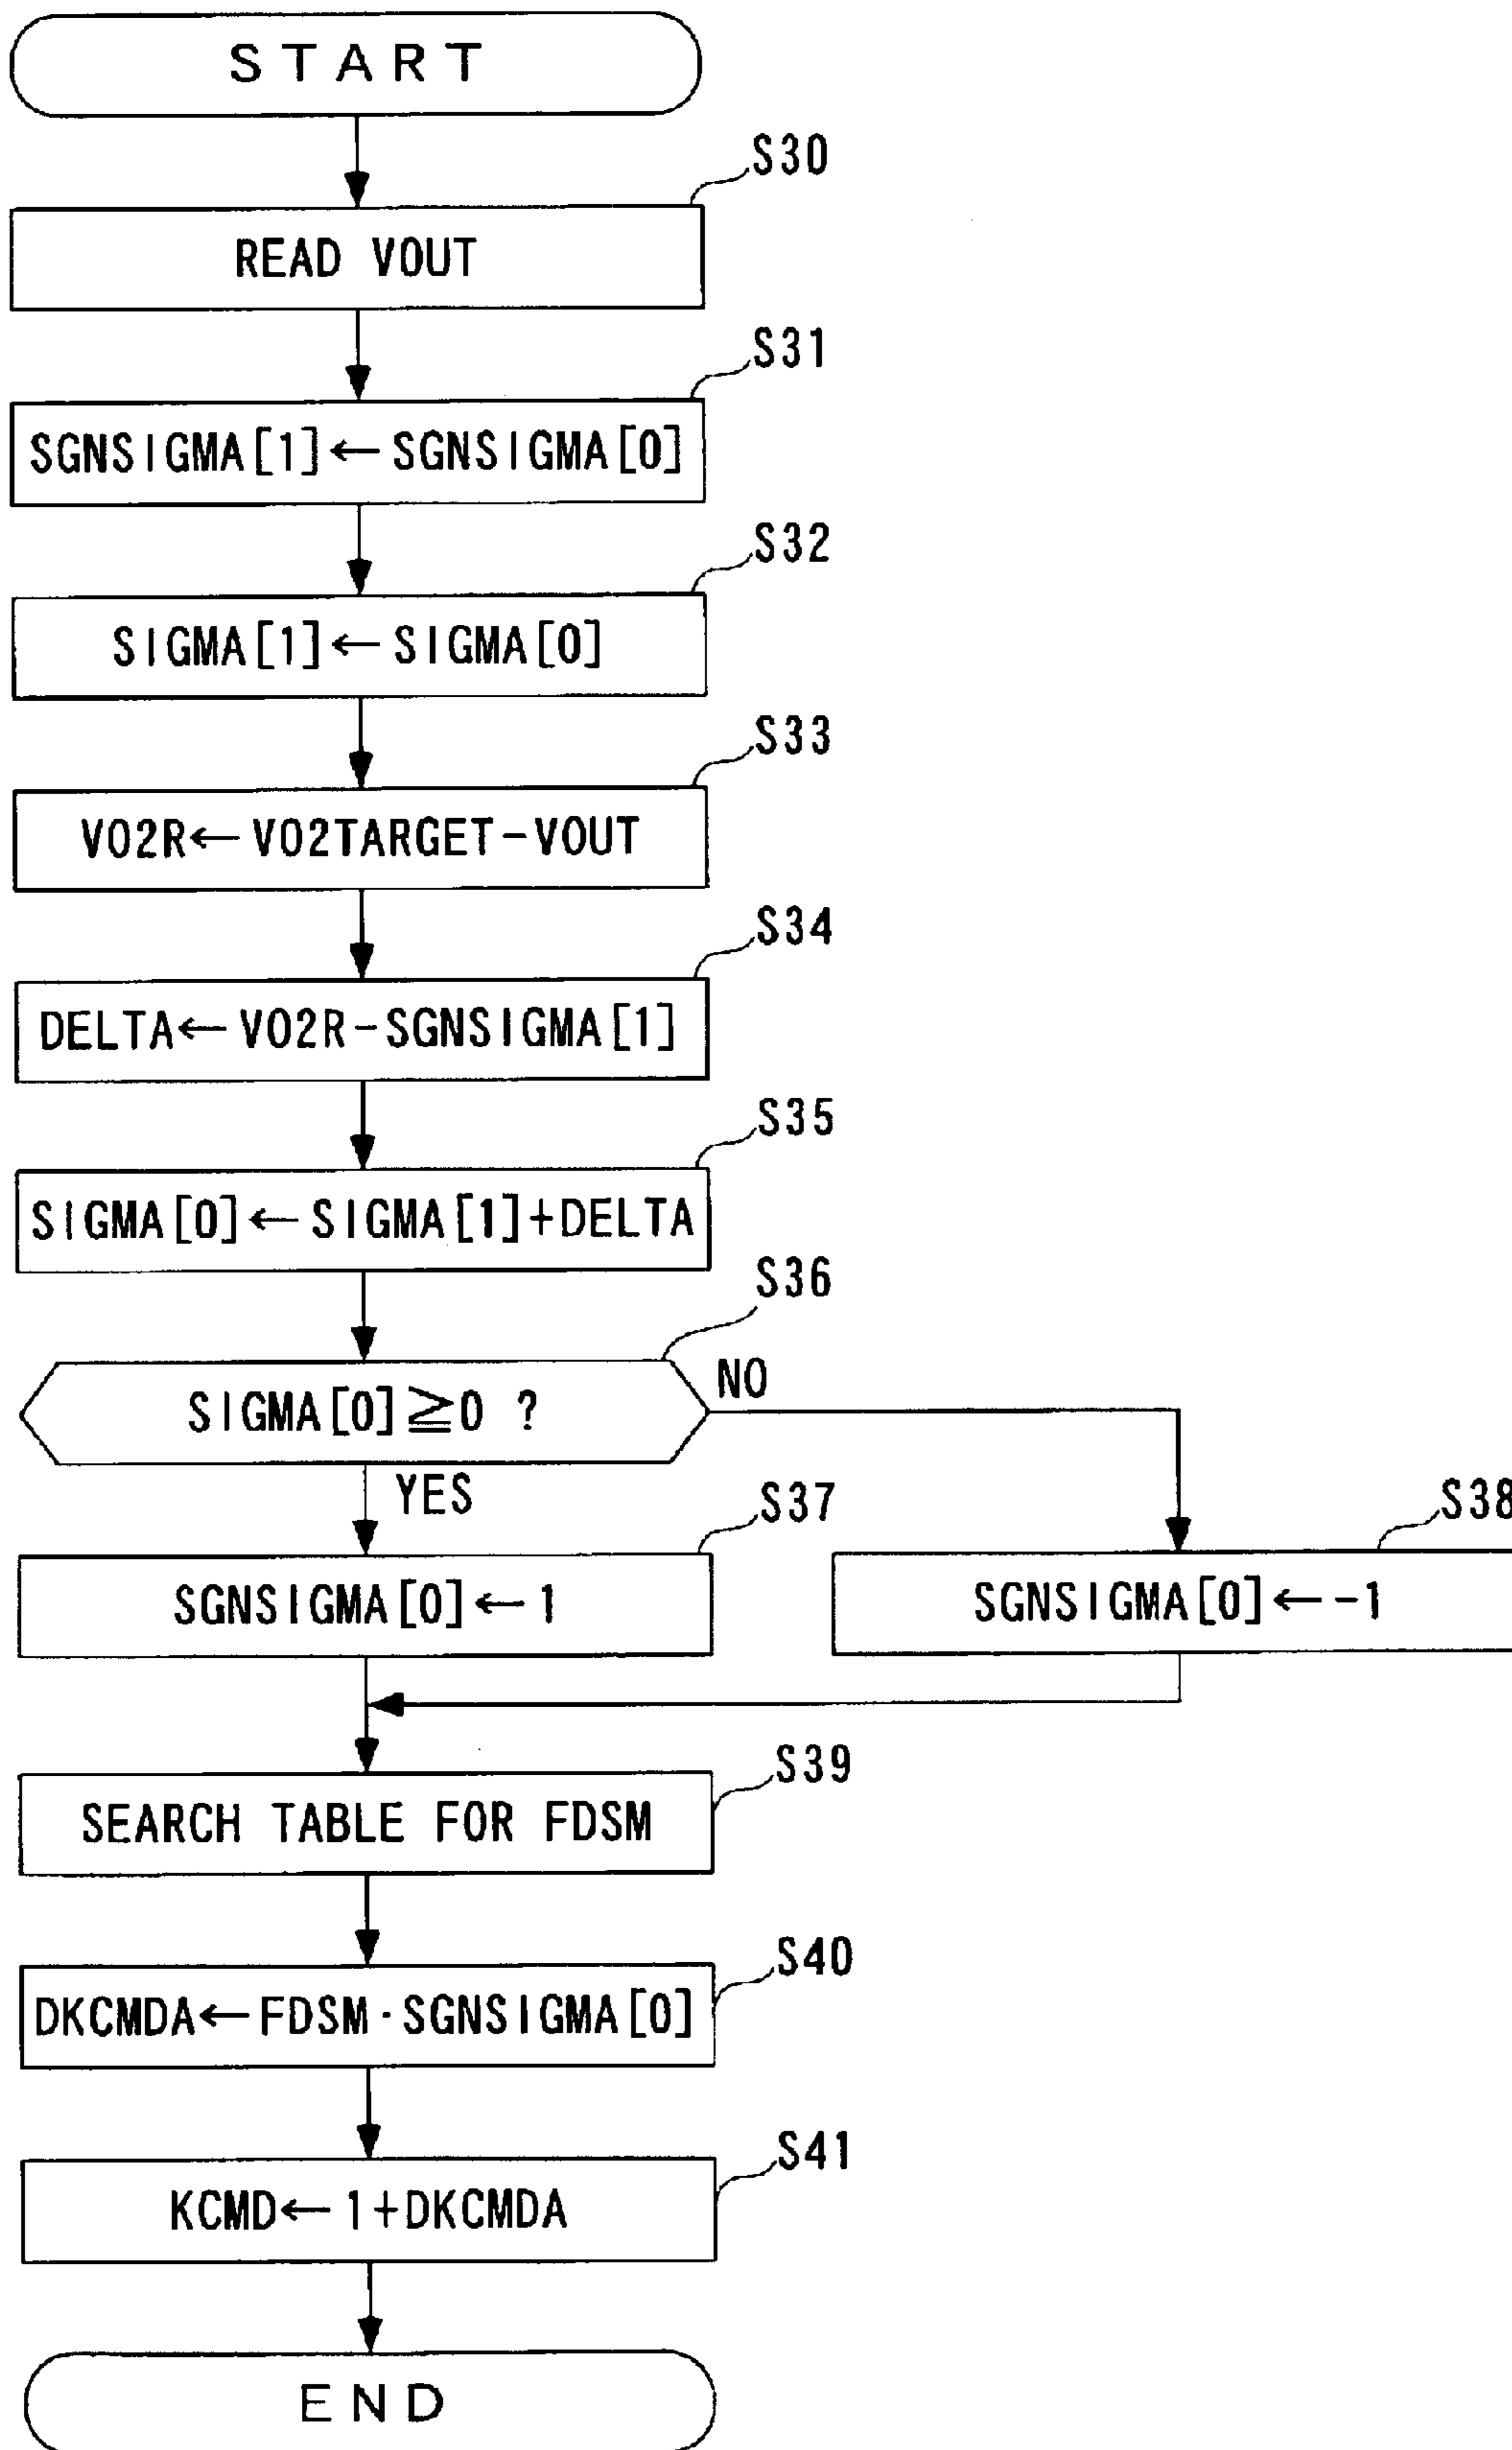 START
S30
READ VOUT
S31
SGNSIGMA[1]←SGNSIGMA[0]
S32
SIGMA[1]←SIGMA[0]
S33
VO2R←VO2TARGET-VOUT
S34
DELTA←VO2R-SGNSIGMA[1]
S35
SIGMA[0]←SIGMA[1]+DELTA
S36
SIGMA[0]≧0 ?
NO
YES
S37
SGNSIGMA[0]←1
S38
SGNSIGMA[0]←-1
S39
SEARCH TABLE FOR FDSM
S40
DKCMDA←FDSM·SGNSIGMA[0]
S41
KCMD←1+DKCMDA
END